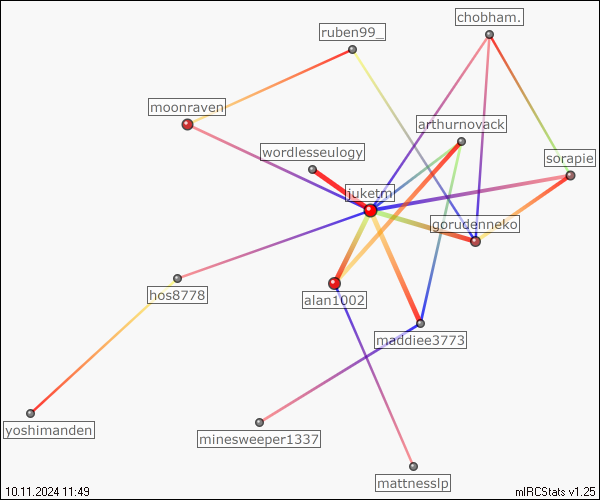 chobham.
ruben99_
moonraven
arthurnovack
wordlesseulogy
sorapie
juketml
gorudenneko
hos8778
alan1002
maddiee3773
yoshimanden
minesweeper1337
mattnesslp
10.11.2024 11:49
mIRCStats v1.25